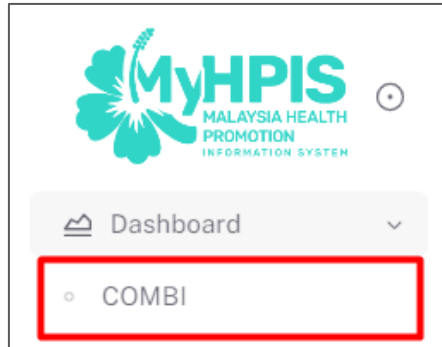 MyHPIS
MALAYSIA HEALTH
PROMOTION
INFORMATION SYSTEM
Dashboard
COMBI